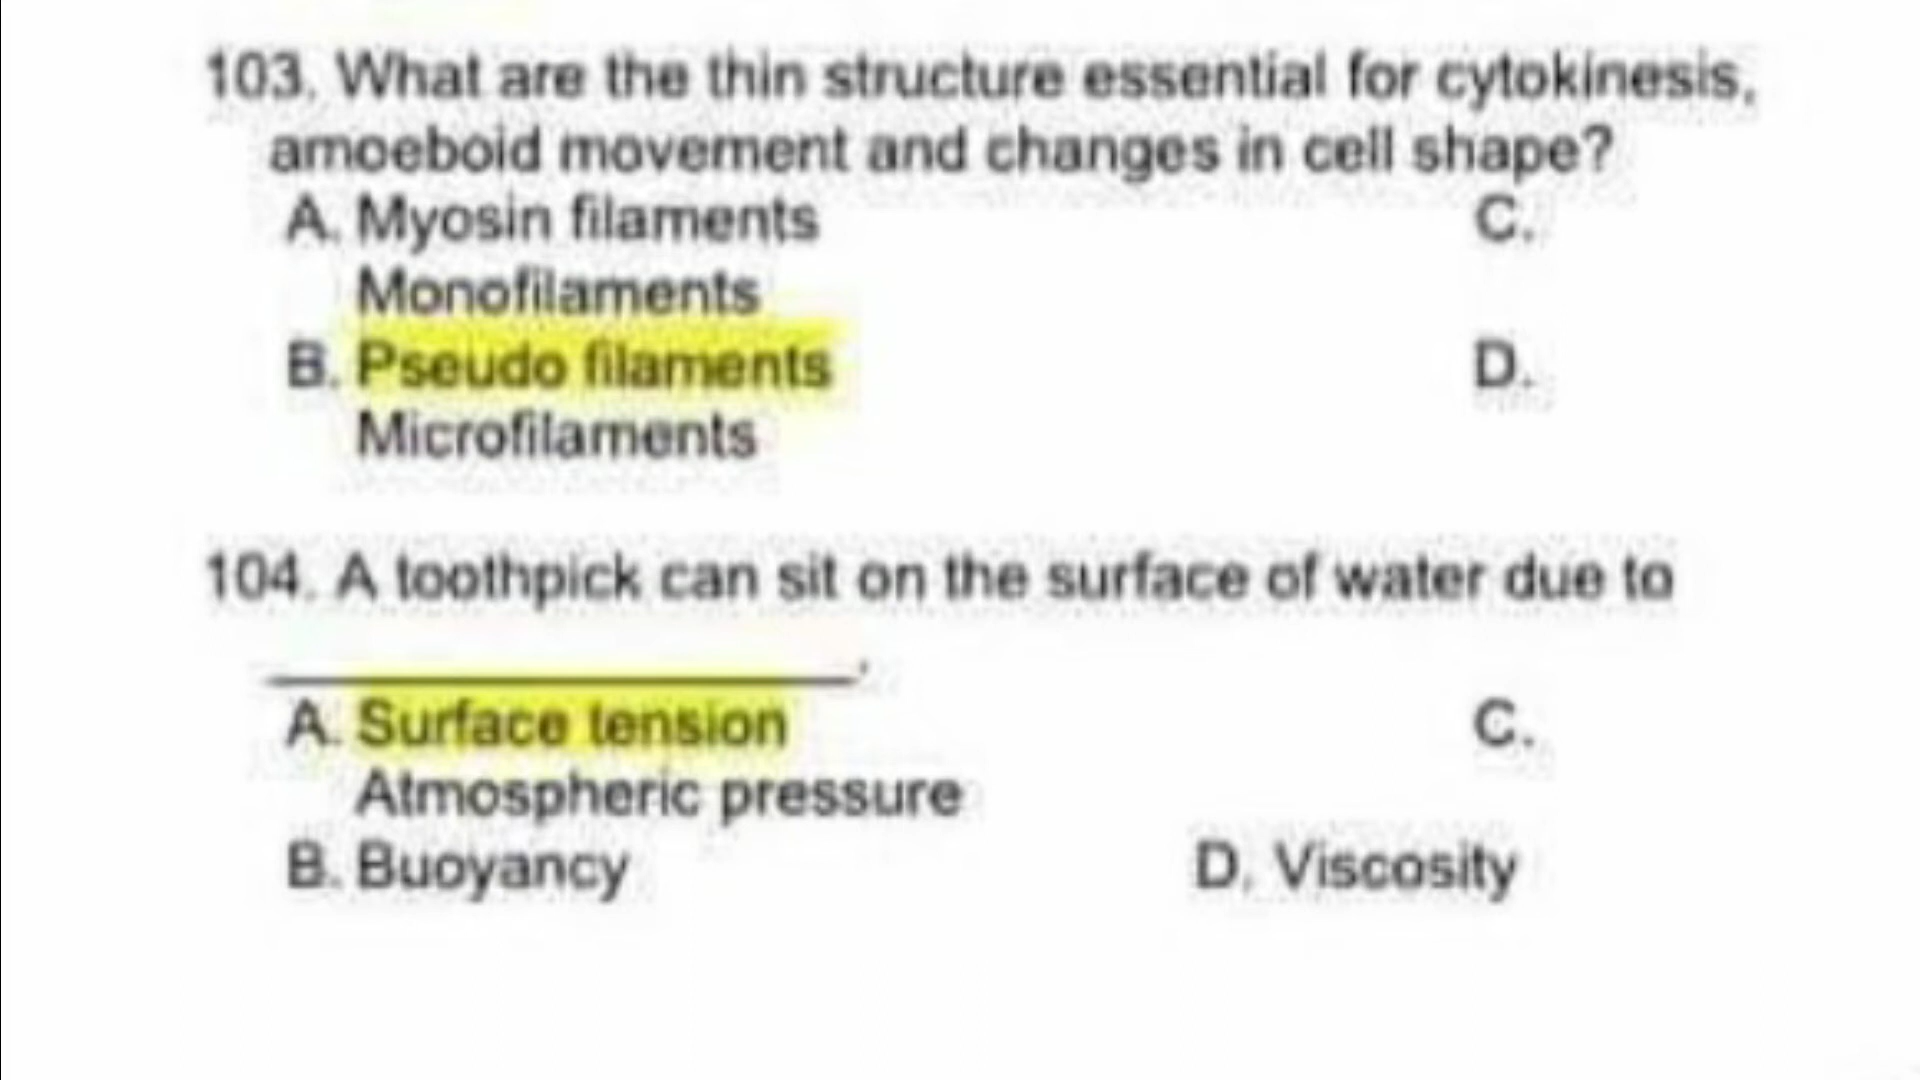 103. What are the thin structure essential for cytokinesis,
amoeboid movement and changes in cell shape?
A. Myosin filaments C.
Monofilaments
B. Pseudo filaments D.
Microfilaments
104. A toothpick can sit on the surface of water due to
____________________.
A. Surface tension C.
Atmospheric pressure
B. Buoyancy D. Viscosity